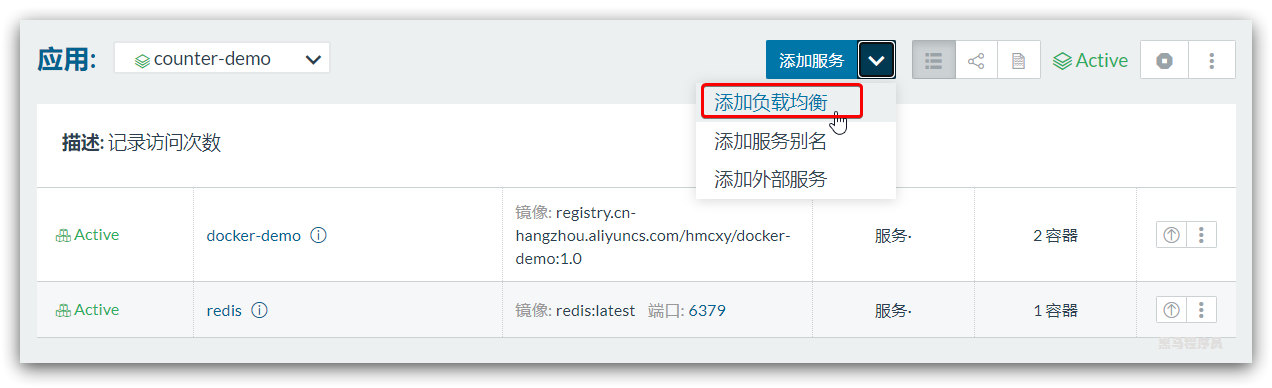 应用: counter-demo 添加服务 Active
添加负载均衡
添加服务别名
添加外部服务
描述: 记录访问次数
Active docker-demo 镜像: registry.cn-
hangzhou.aliyuncs.com/hmcxy/docker-
demo:1.0 服务· 2 容器
Active redis 镜像: redis:latest 端口: 6379 服务· 1 容器
黑马程序员